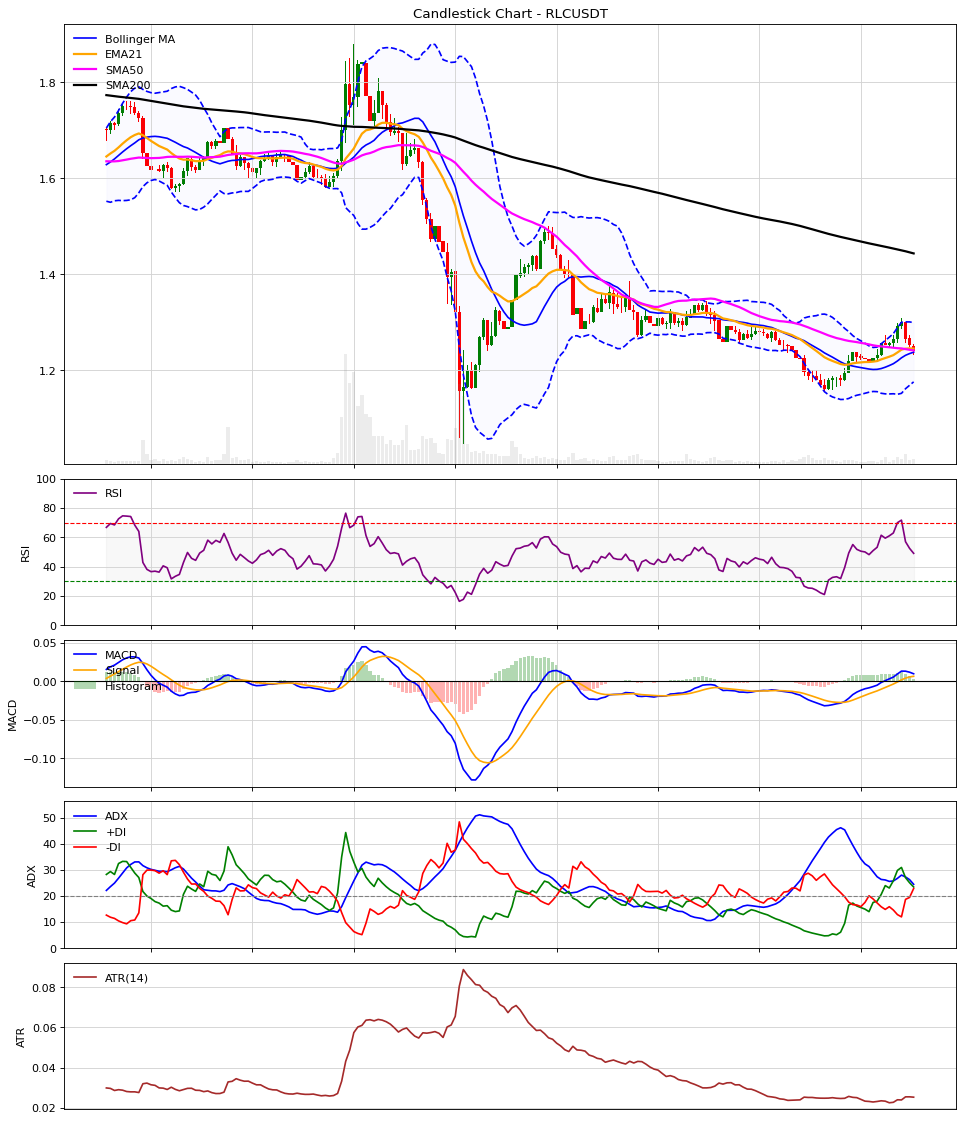 Candlestick Chart - RLCUSDT
Bollinger MA
EMA21
SMA50
SMA200
1.8
1.6
1.4
1.2
RSI
100
80
60
40
20
0
RSI
MACD
Signal
Histogram
0.05
0.00
−0.05
−0.10
MACD
ADX
+DI
-DI
50
40
30
20
10
0
ADX
ATR(14)
0.08
0.06
0.04
0.02
ATR